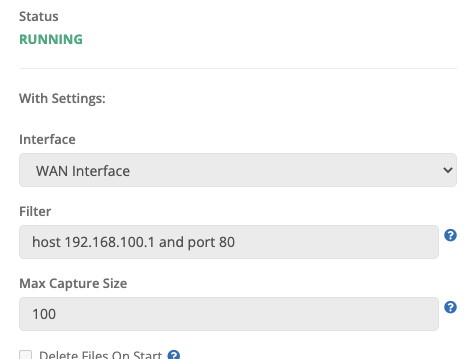 Status
RUNNING
With Settings:
Interface
WAN Interface
Filter
host 192.168.100.1 and port 80
?
Max Capture Size
100
?
Delete Files On Start ?